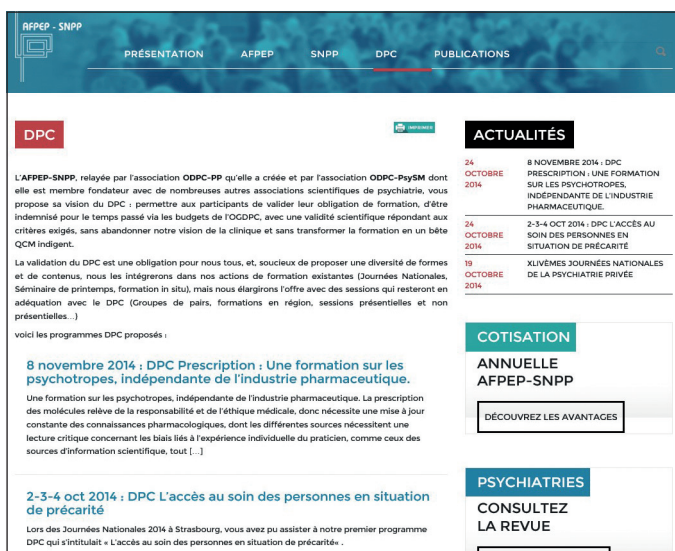 AFPEP - SNPP
PRÉSENTATION AFPEP SNPP DPC PUBLICATIONS
DPC
IMPRIMER
L'AFPEP-SNPP, relayée par l'association ODPC-PP qu'elle a créée et par l'association ODPC-PsySM dont
elle est membre fondateur avec de nombreuses autres associations scientifiques de psychiatrie, vous
propose sa vision du DPC : permettre aux participants de valider leur obligation de formation, d'être
indemnisé pour le temps passé via les budgets de l'OGDPC, avec une validité scientifique répondant aux
critères exigés, sans abandonner notre vision de la clinique et sans transformer la formation en un bête
QCM indigent.
La validation du DPC est une obligation pour nous tous, et, soucieux de proposer une diversité de formes
et de contenus, nous les intégrerons dans nos actions de formation existantes (Journées Nationales,
Séminaire de printemps, formation in situ), mais nous élargirons l'offre avec des sessions qui resteront en
adéquation avec le DPC (Groupes de pairs, formations en région, sessions présentielles et non
présentielles...)
voici les programmes DPC proposés :
8 novembre 2014 : DPC Prescription : Une formation sur les
psychotropes, indépendante de l'industrie pharmaceutique.
Une formation sur les psychotropes, indépendante de l'industrie pharmaceutique. La prescription
des molécules relève de la responsabilité et de l'éthique médicale, donc nécessite une mise à jour
constante des connaissances pharmacologiques, dont les différentes sources nécessitent une
lecture critique concernant les biais liés à l'expérience individuelle du praticien, comme ceux des
sources d'information scientifique, tout [...]
2-3-4 oct 2014 : DPC L'accès au soin des personnes en situation
de précarité
Lors des Journées Nationales 2014 à Strasbourg, vous avez pu assister à notre premier programme
DPC qui s'intitulait « L'accès au soin des personnes en situation de précarité« .
ACTUALITÉS
24 OCTOBRE 2014
8 NOVEMBRE 2014 : DPC
PRESCRIPTION : UNE FORMATION
SUR LES PSYCHOTROPES,
INDÉPENDANTE DE L'INDUSTRIE
PHARMACEUTIQUE.
24 OCTOBRE 2014
2-3-4 OCT 2014 : DPC L'ACCÈS AU
SOIN DES PERSONNES EN
SITUATION DE PRÉCARITÉ
19 OCTOBRE 2014
XLIVÈMES JOURNÉES NATIONALES
DE LA PSYCHIATRIE PRIVÉE
COTISATION
ANNUELLE
AFPEP-SNPP
DÉCOUVREZ LES AVANTAGES
PSYCHIATRIES
CONSULTEZ
LA REVUE